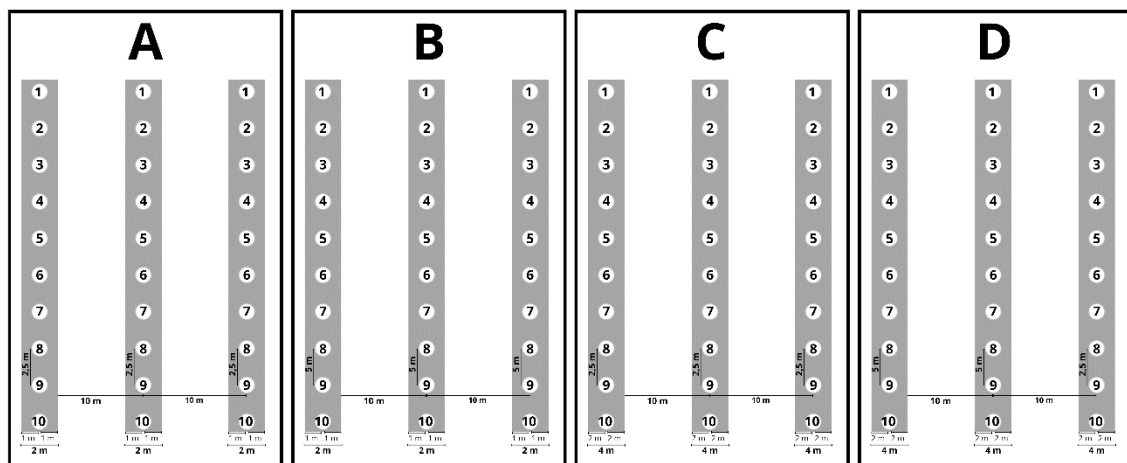 A B C D
1 1 1 1 1 1 1 1 1 1 1 1
2 2 2 2 2 2 2 2 2 2 2 2
3 3 3 3 3 3 3 3 3 3 3 3
4 4 4 4 4 4 4 4 4 4 4 4
5 5 5 5 5 5 5 5 5 5 5 5
6 6 6 6 6 6 6 6 6 6 6 6
7 7 7 7 7 7 7 7 7 7 7 7
8 8 8 8 8 8 8 8 8 8 8 8
2,5 m 2,5 m 2,5 m 5 m 5 m 2,5 m 2,5 m 2,5 m 2,5 m 5 m 5 m 2,5 m
9 9 9 9 9 9 9 9 9 9 9 9
10 m 10 m 10 m 10 m 10 m 10 m 10 m 10 m
10 10 10 10 10 10 10 10 10 10 10 10
1 m 1 m 1 m 1 m 1 m 1 m 1 m 1 m 1 m 1 m 1 m 1 m 2 m 2 m 2 m 2 m 2 m 2 m 2 m 2 m 2 m 2 m 2 m 2 m
2 m 2 m 2 m 2 m 2 m 2 m 4 m 4 m 4 m 4 m 4 m 4 m